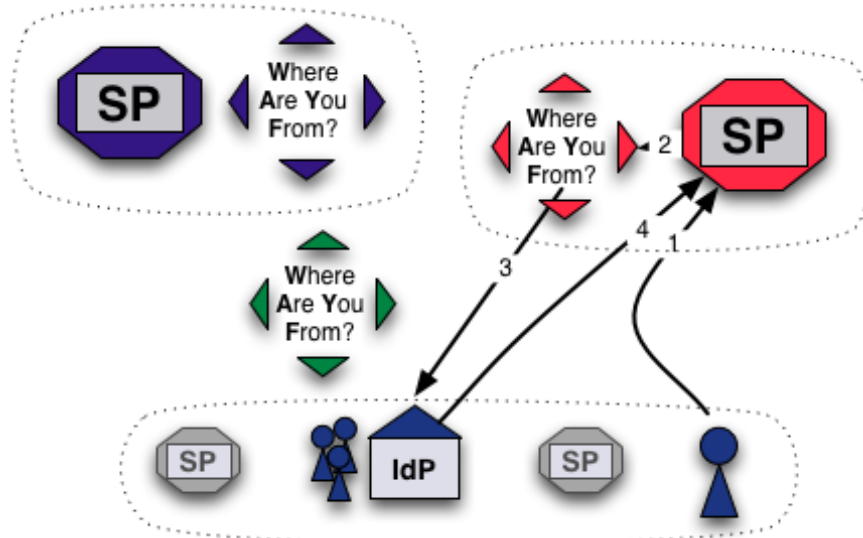 SP
Where
Are You
From?
Where
Are You
From?
2
SP
4
1
3
Where
Are You
From?
SP
IdP
SP